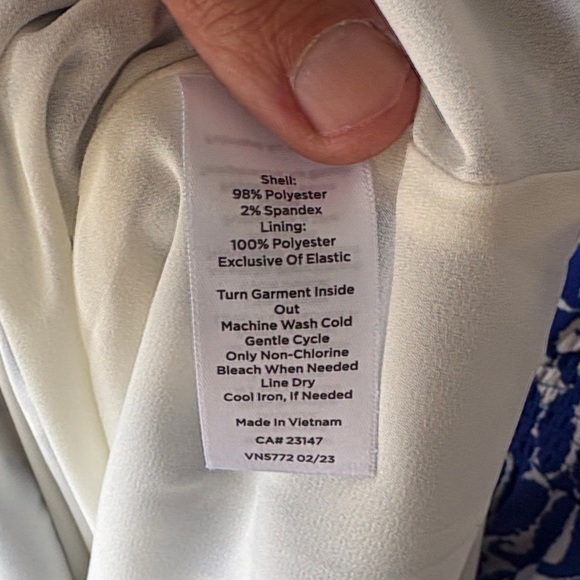 Shell:
98% Polyester
2% Spandex
Lining:
100% Polyester
Exclusive Of Elastic
Turn Garment Inside
Out
Machine Wash Cold
Gentle Cycle
Only Non-Chlorine
Bleach When Needed
Line Dry
Cool Iron, If Needed
Made In Vietnam
CA# 23147
VN5772 02/23